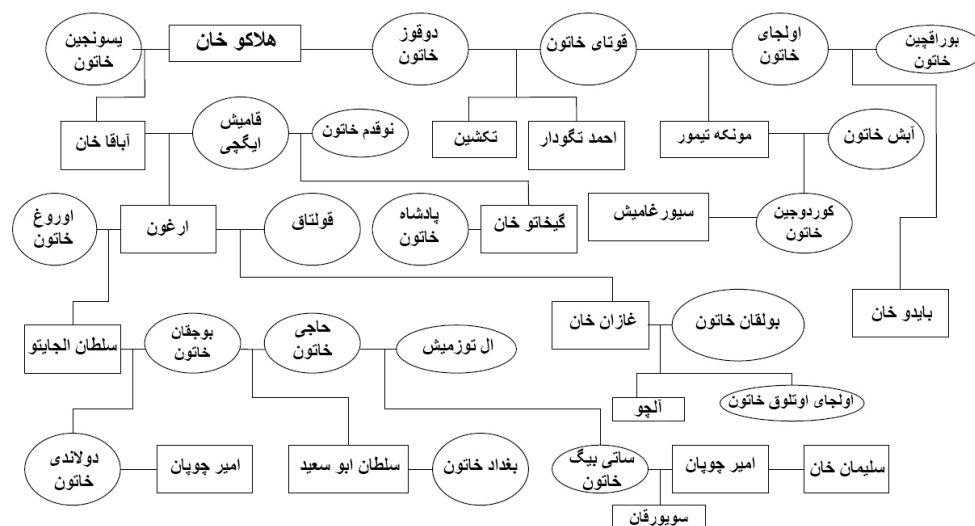 یسونجین
خاتون
هلاکو خان
دوقوز
خاتون
قوتای خاتون
اولجای
خاتون
بوراقچین
خاتون
آباقا خان
قامیش
ایگچی
نوقدم خاتون
تکشین
احمد تگودار
مونکه تیمور
آبش خاتون
اوروغ
خاتون
ارغون
قولتاق
پادشاه
خاتون
گیخاتو خان
سیورغامیش
کوردوجین
خاتون
سلطان الجایتو
بوجقان
خاتون
حاجی
خاتون
ال توزمیش
غازان خان
بولقان خاتون
بایدو خان
آلچو
اولجای اوتلوق خاتون
دولاندی
خاتون
امیر چوپان
سلطان ابو سعید
بغداد خاتون
ساتی بیگ
خاتون
امیر چوپان
سلیمان خان
سویورقان